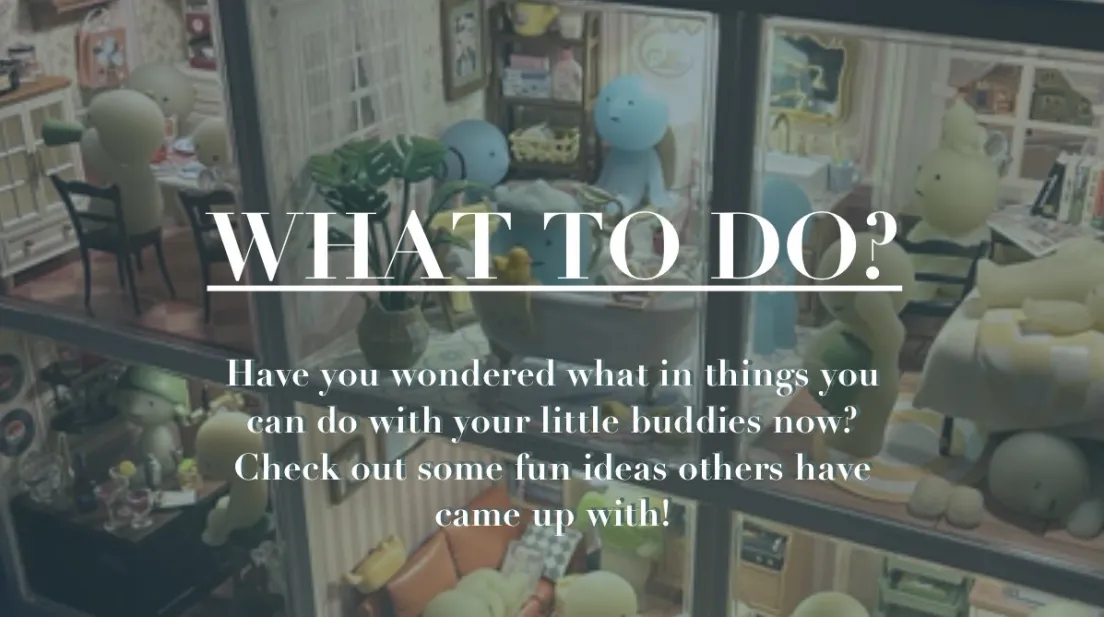 WHAT TO DO?
Have you wondered what in things you
can do with your little buddies now?
Check out some fun ideas others have
came up with!